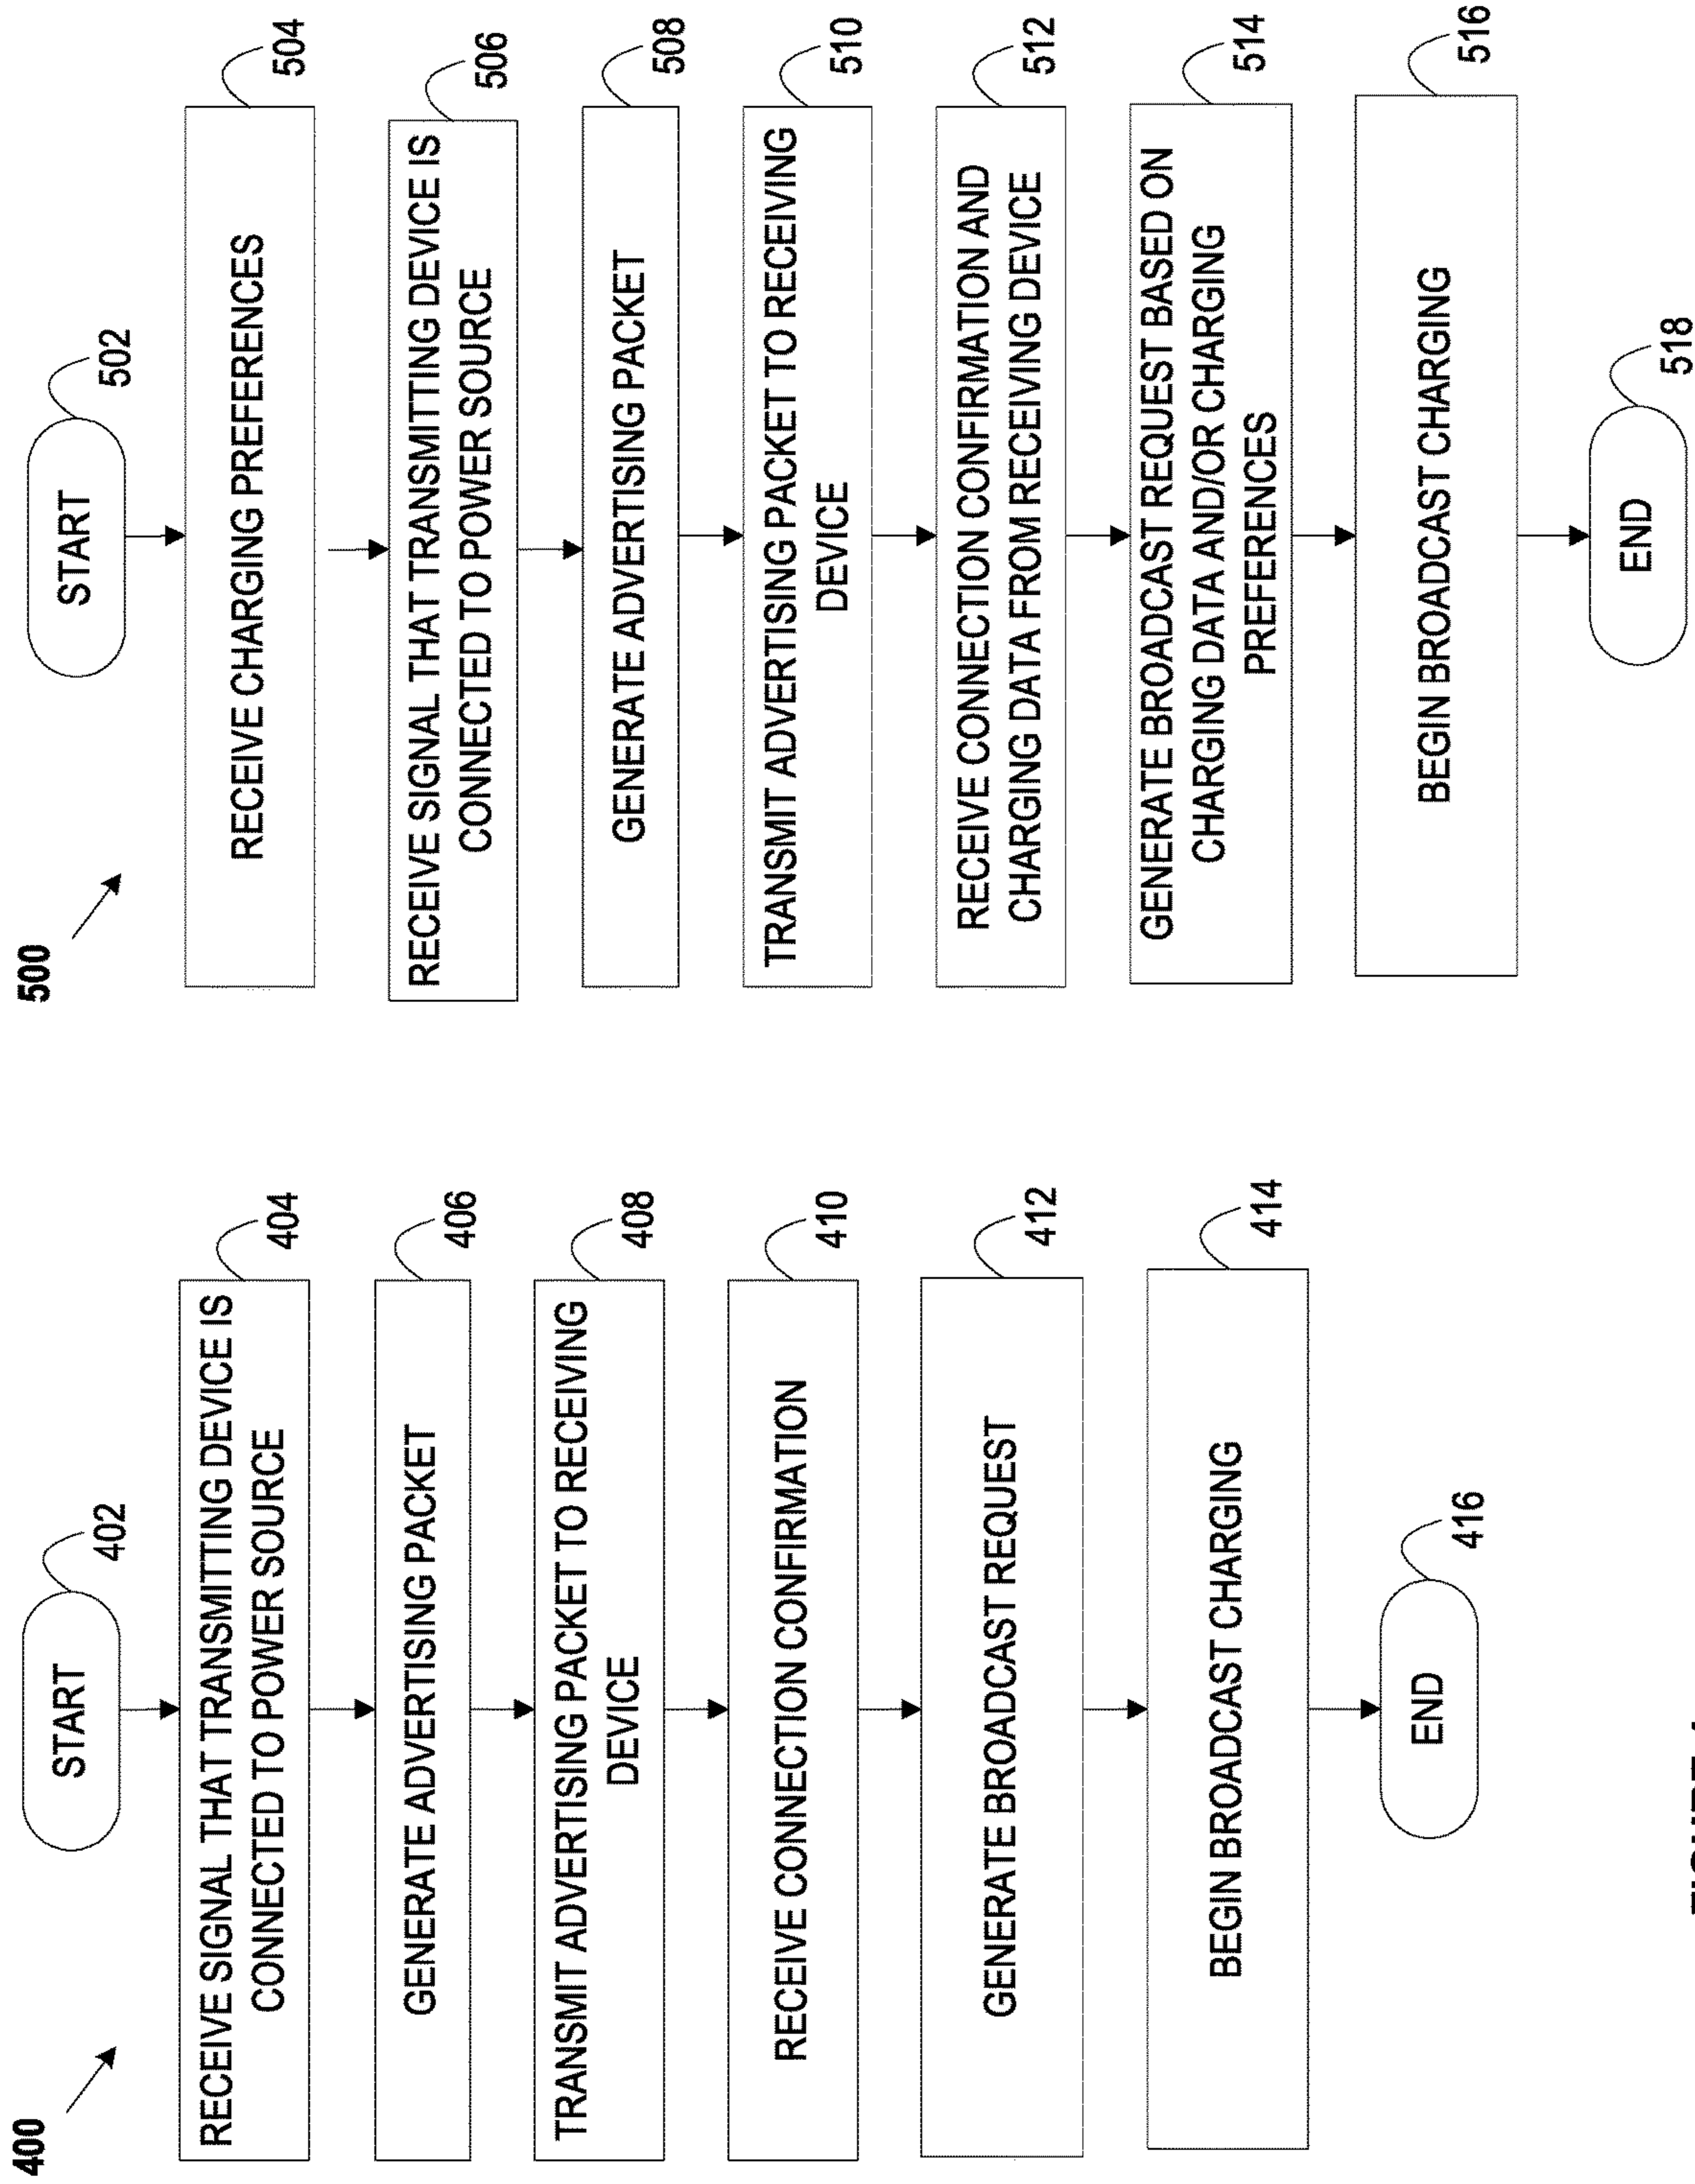 400
START
402
RECEIVE SIGNAL THAT TRANSMITTING DEVICE IS
CONNECTED TO POWER SOURCE
404
GENERATE ADVERTISING PACKET
406
TRANSMIT ADVERTISING PACKET TO RECEIVING
DEVICE
408
RECEIVE CONNECTION CONFIRMATION
410
GENERATE BROADCAST REQUEST
412
BEGIN BROADCAST CHARGING
414
END
416
500
START
502
RECEIVE CHARGING PREFERENCES
504
RECEIVE SIGNAL THAT TRANSMITTING DEVICE IS
CONNECTED TO POWER SOURCE
506
GENERATE ADVERTISING PACKET
508
TRANSMIT ADVERTISING PACKET TO RECEIVING
DEVICE
510
RECEIVE CONNECTION CONFIRMATION AND
CHARGING DATA FROM RECEIVING DEVICE
512
GENERATE BROADCAST REQUEST BASED ON
CHARGING DATA AND/OR CHARGING
PREFERENCES
514
BEGIN BROADCAST CHARGING
516
END
518